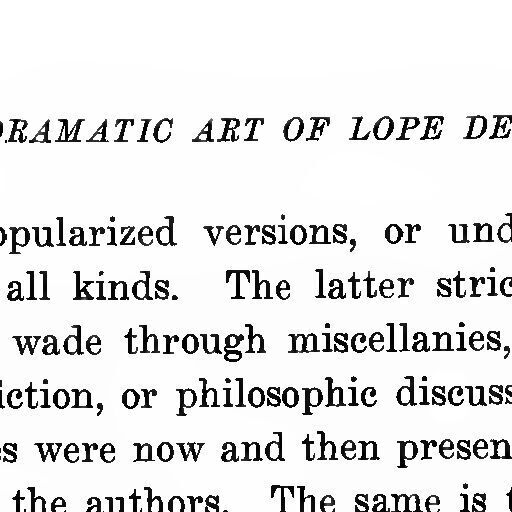 DRAMATIC ART OF LOPE DE
opularized versions, or und
all kinds. The latter stric
wade through miscellanies,
iction, or philosophic discuss
es were now and then presen
the authors. The same is t